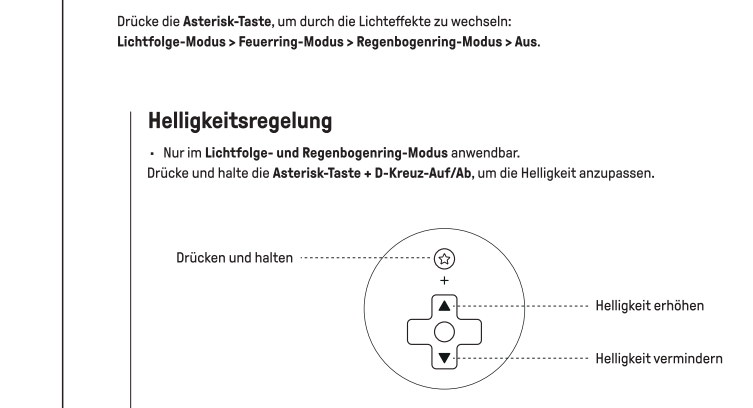 Drücke die Asterisk-Taste, um durch die Lichteffekte zu wechseln:
Lichtfolge-Modus > Feuerring-Modus > Regenbogenring-Modus > Aus.
Helligkeitsregelung
• Nur im Lichtfolge- und Regenbogenring-Modus anwendbar.
Drücke und halte die Asterisk-Taste + D-Kreuz-Auf/Ab, um die Helligkeit anzupassen.
Drücken und halten
+
Helligkeit erhöhen
Helligkeit vermindern